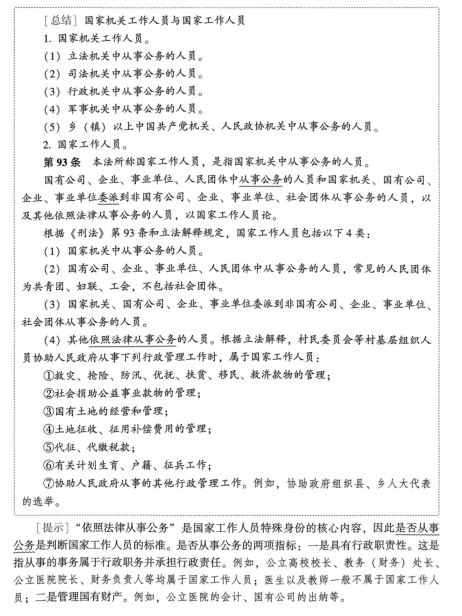 ［总结］国家机关工作人员与国家工作人员
1. 国家机关工作人员。
（1）立法机关中从事公务的人员。
（2）司法机关中从事公务的人员。
（3）行政机关中从事公务的人员。
（4）军事机关中从事公务的人员。
（5）乡（镇）以上中国共产党机关、人民政协机关中从事公务的人员。
2. 国家工作人员。
第93条　本法所称国家工作人员，是指国家机关中从事公务的人员。
国有公司、企业、事业单位、人民团体中从事公务的人员和国家机关、国有公司、
企业、事业单位委派到非国有公司、企业、事业单位、社会团体从事公务的人员，以
及其他依照法律从事公务的人员，以国家工作人员论。
根据《刑法》第93条和立法解释规定，国家工作人员包括以下4类：
（1）国家机关中从事公务的人员。
（2）国有公司、企业、事业单位、人民团体中从事公务的人员，常见的人民团体
为共青团、妇联、工会，不包括社会团体。
（3）国家机关、国有公司、企业、事业单位委派到非国有公司、企业、事业单位、
社会团体从事公务的人员。
（4）其他依照法律从事公务的人员。根据立法解释，村民委员会等村基层组织人
员协助人民政府从事下列行政管理工作时，属于国家工作人员：
①救灾、抢险、防汛、优抚、扶贫、移民、救济款物的管理；
②社会捐助公益事业款物的管理；
③国有土地的经营和管理；
④土地征收、征用补偿费用的管理；
⑤代征、代缴税款；
⑥有关计划生育、户籍、征兵工作；
⑦协助人民政府从事的其他行政管理工作。例如，协助政府组织县、乡人大代表
的选举。
［提示］“依照法律从事公务”是国家工作人员特殊身份的核心内容，因此是否从事
公务是判断国家工作人员的标准。是否从事公务的两项指标：一是具有行政职责性。这是
指从事的事务属于行政职务并承担行政责任。例如，公立高校校长、教务（财务）处长、
公立医院院长、财务负责人等均属于国家工作人员；医生以及教师一般不属于国家工作人
员；二是管理国有财产。例如，公立医院的会计、国有公司的出纳等。